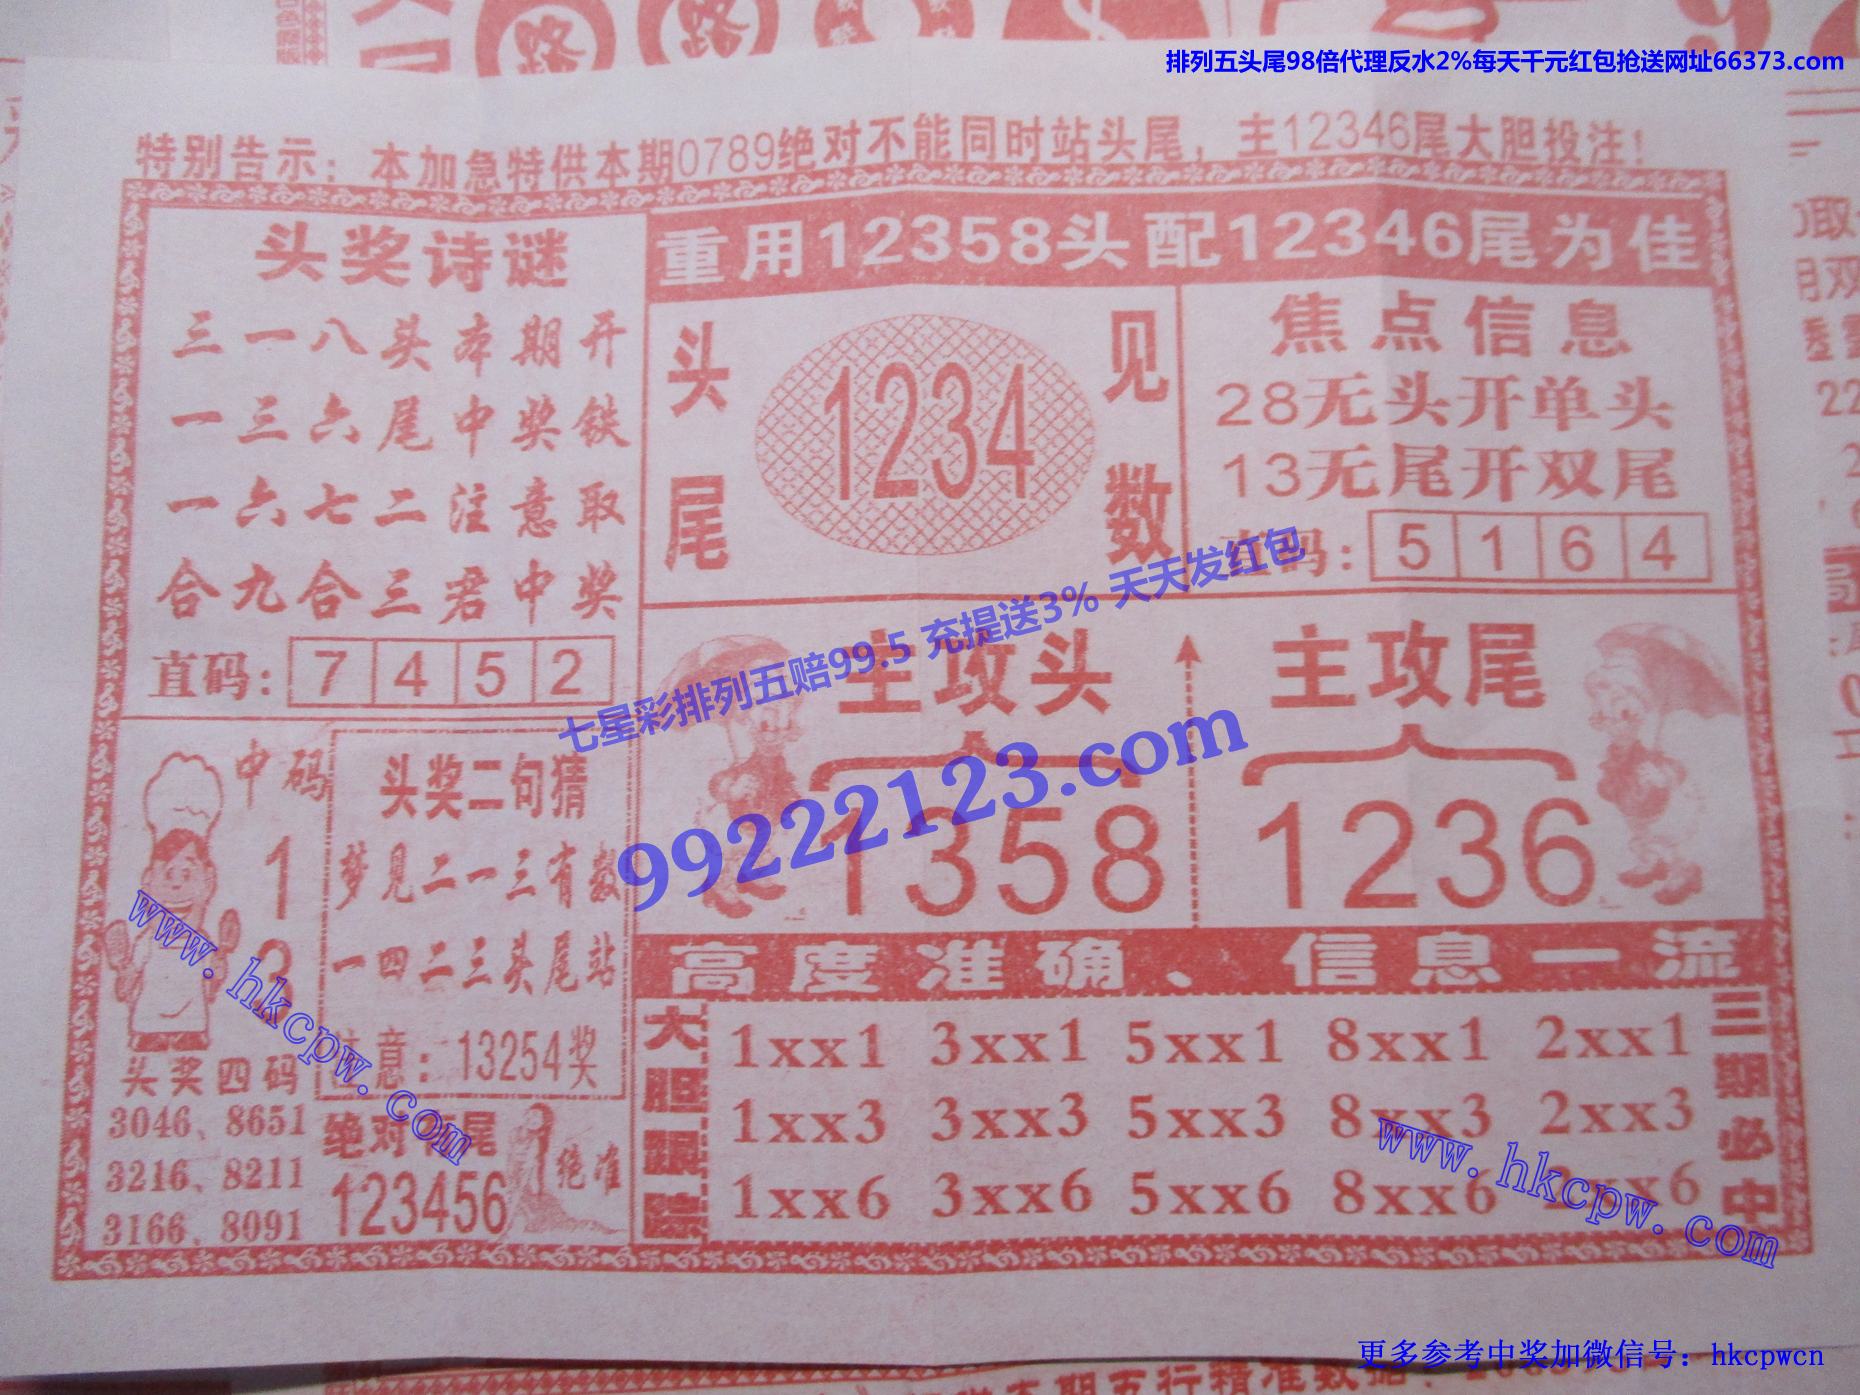 排列五头尾98倍代理反水2%每天千元红包抢送网址66373.com
特别告示：本加急特供本期0789绝对不能同时站头尾，主12346尾大胆投注！
重用12358头配12346尾为佳
头奖诗谜
三一八头本期开
一三六尾中奖铁
一六七二注意取
合九合三君中奖
直码：7 4 5 2
头尾
1234
见数
焦点信息
28无头开单头
13无尾开双尾
直码：5 1 6 4
七星彩排列五赔99.5 充提送3% 天天发红包
99222123.com
主攻头
1358
主攻尾
1236
中码
1
头奖四码
3046、8651
3216、8211
3166、8091
头奖二句猜
梦见二一三有数
一四二三头尾站
注意：13254奖
绝对 尾
123456
绝准
高度准确、信息一流
大胆跟踪
1xx1 3xx1 5xx1 8xx1 2xx1
1xx3 3xx3 5xx3 8xx3 2xx3
1xx6 3xx6 5xx6 8xx6 2xx6
三期必中
www.hkcpw.com
www.hkcpw.com
更多参考中奖加微信号：hkcpwcn